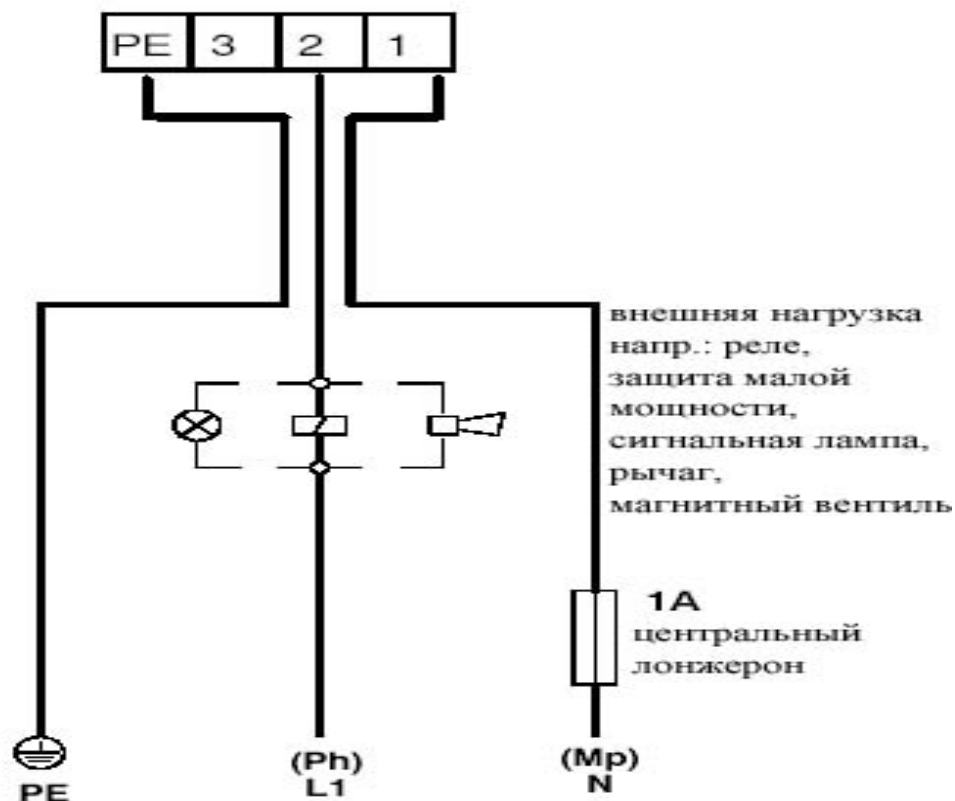 PE 3 2 1
внешняя нагрузка
напр.: реле,
защита малой
мощности,
сигнальная лампа,
рычаг,
магнитный вентиль
1A
центральный
лонжерон
(Ph)
L1
(Mp)
N
PE